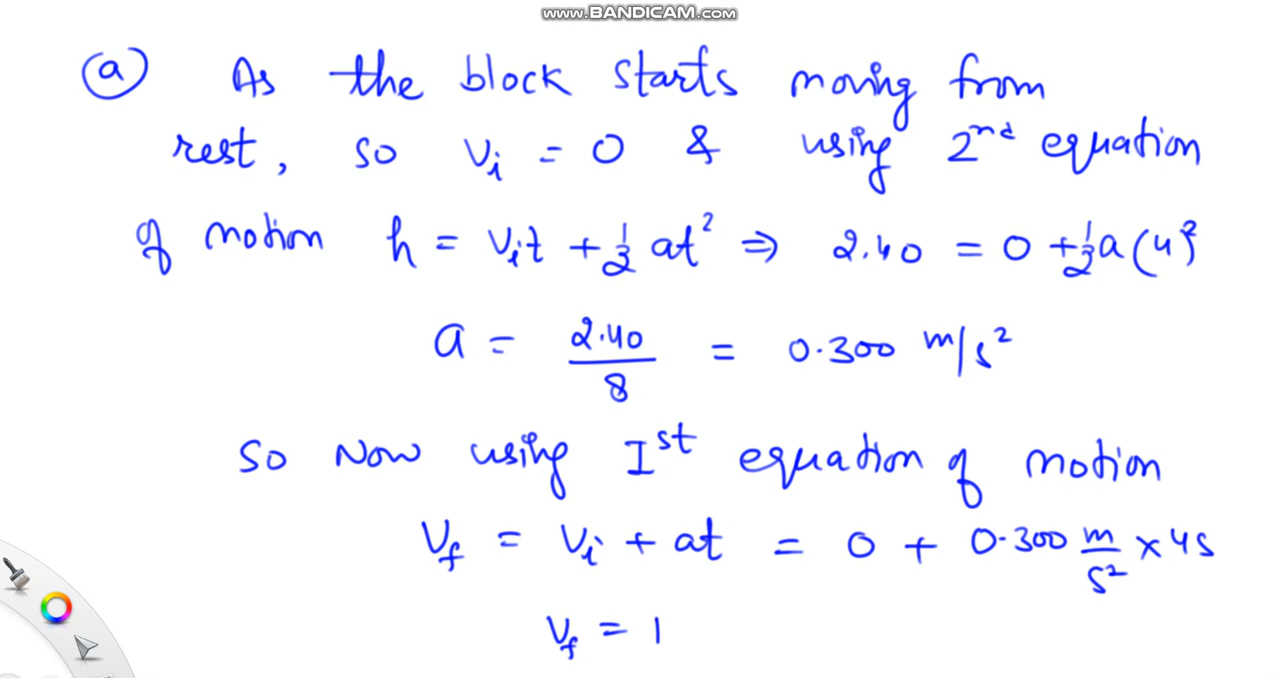 www.BANDICAM.com
(a) As the block starts moving from
rest, so Vi = 0 & using 2nd equation
of motion h = Vit + 1/2 at² ⇒ 2.40 = 0 + 1/2 a (4)²
a = 2.40/8 = 0.300 m/s²
So Now using Ist equation of motion
Vf = Vi + at = 0 + 0.300 m/s² × 4s
Vf = 1